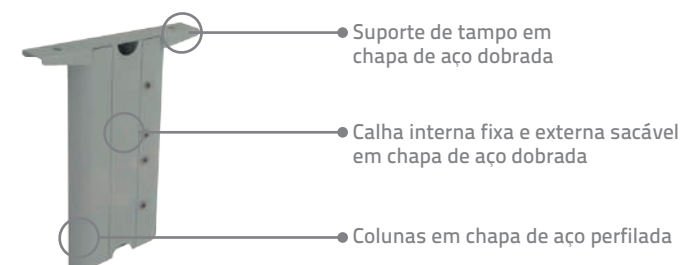 Suporte de tampo em
chapa de aço dobrada
Calha interna fixa e externa sacável
em chapa de aço dobrada
Colunas em chapa de aço perfilada